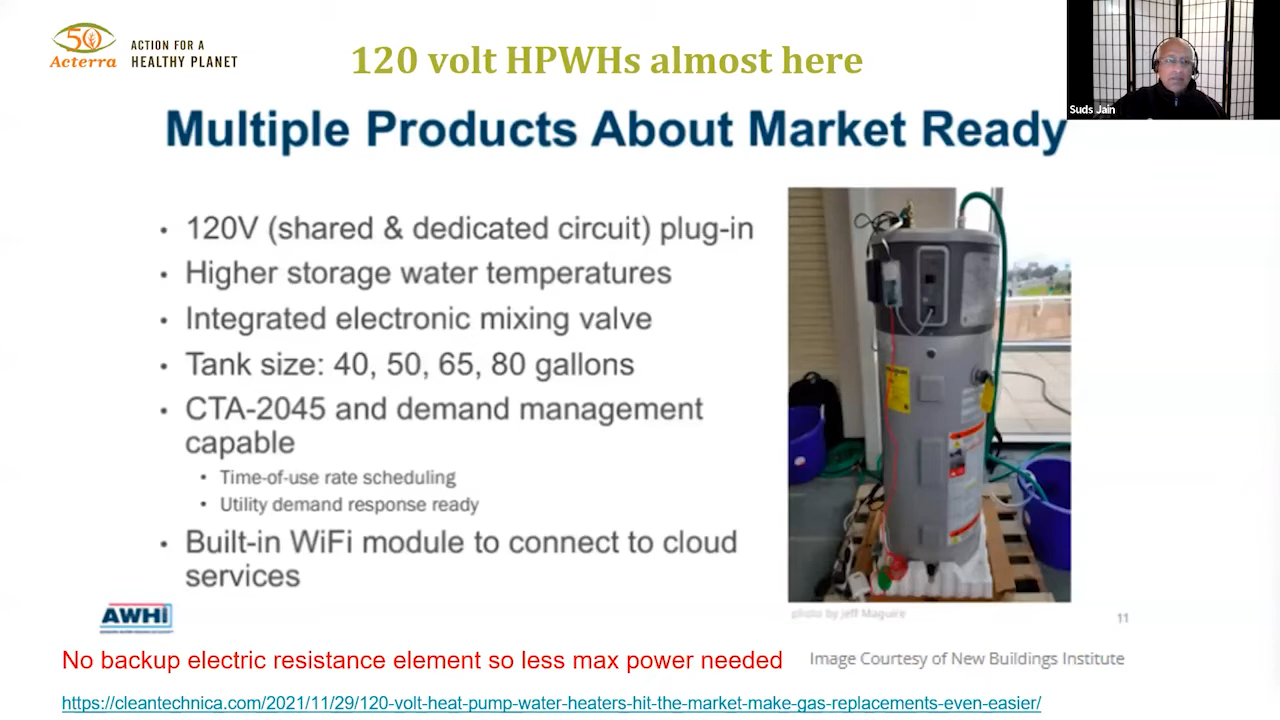 50
Acterra
ACTION FOR A
HEALTHY PLANET
120 volt HPWHs almost here
Suds Jain
Multiple Products About Market Ready
• 120V (shared & dedicated circuit) plug-in
• Higher storage water temperatures
• Integrated electronic mixing valve
• Tank size: 40, 50, 65, 80 gallons
• CTA-2045 and demand management
capable
• Time-of-use rate scheduling
• Utility demand response ready
• Built-in WiFi module to connect to cloud
services
AWHI
photo by Jeff Maguire
11
No backup electric resistance element so less max power needed
Image Courtesy of New Buildings Institute
https://cleantechnica.com/2021/11/29/120-volt-heat-pump-water-heaters-hit-the-market-make-gas-replacements-even-easier/